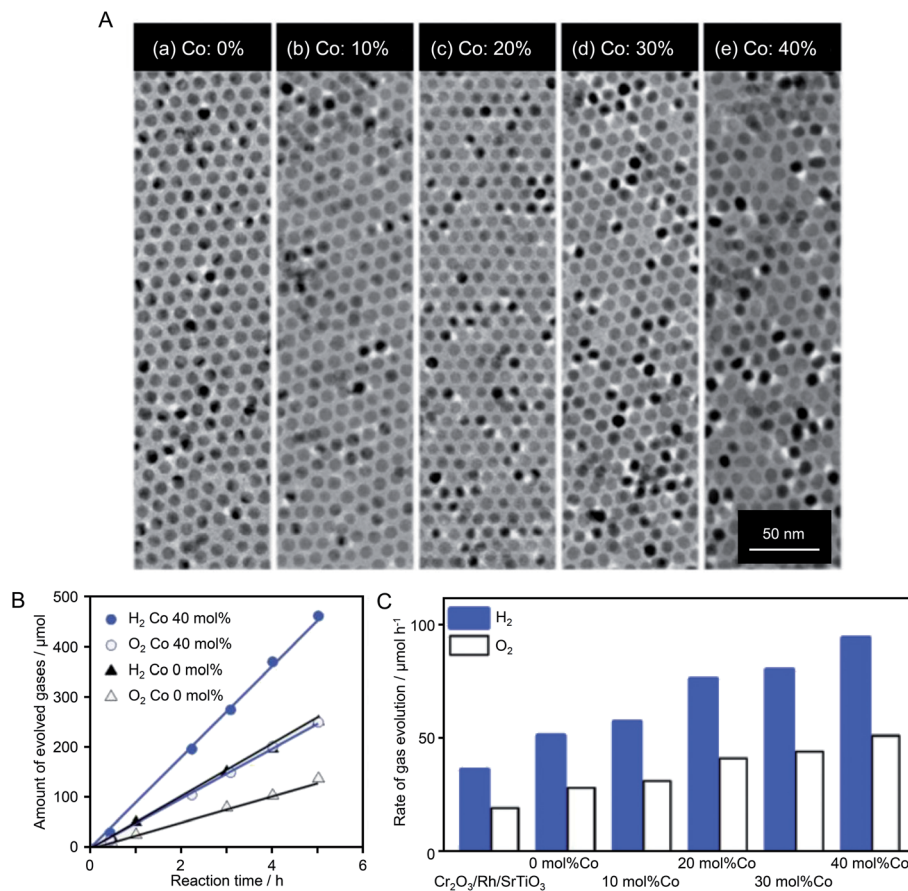 A
(a) Co: 0%
(b) Co: 10%
(c) Co: 20%
(d) Co: 30%
(e) Co: 40%
50 nm
B
Amount of evolved gases / μmol
500
400
300
200
100
0
H₂ Co 40 mol%
O₂ Co 40 mol%
H₂ Co 0 mol%
O₂ Co 0 mol%
0 2 4 6
Reaction time / h
C
Rate of gas evolution / μmol h⁻¹
100
50
0
H₂
O₂
0 mol%Co 20 mol%Co 40 mol%Co
Cr₂O₃/Rh/SrTiO₃ 10 mol%Co 30 mol%Co